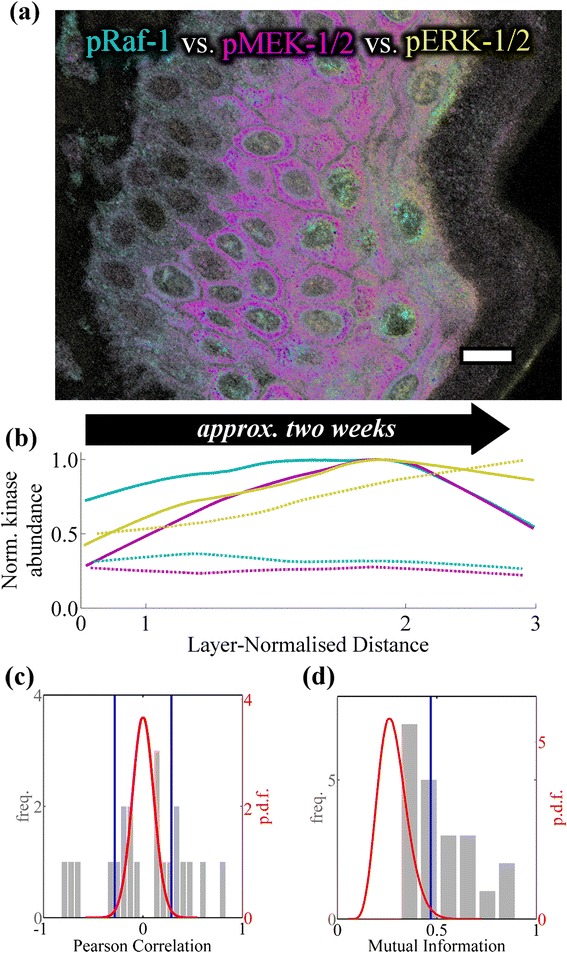 (a)
pRaf-1 vs. pMEK-1/2 vs. pERK-1/2
(b)
approx. two weeks
Norm. kinase
abundance
1.0
0.5
0.0
0 1 2 3
Layer-Normalised Distance
(c)
4
2
0
freq.
-1 0 1
4
2
0
p.d.f.
Pearson Correlation
(d)
5
0
freq.
0 0.5 1
5
0
p.d.f.
Mutual Information